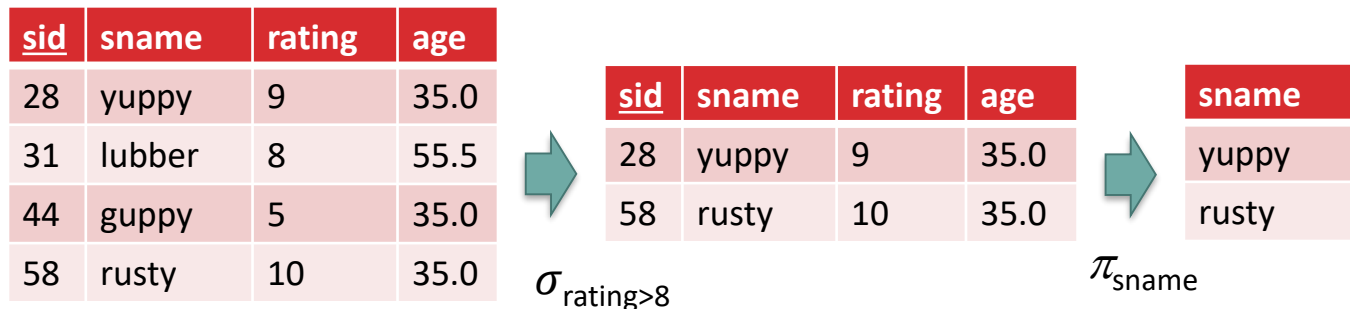 sid sname rating age
28 yuppy 9 35.0
31 lubber 8 55.5
44 guppy 5 35.0
58 rusty 10 35.0
σ rating>8
sid sname rating age
28 yuppy 9 35.0
58 rusty 10 35.0
π sname
sname
yuppy
rusty